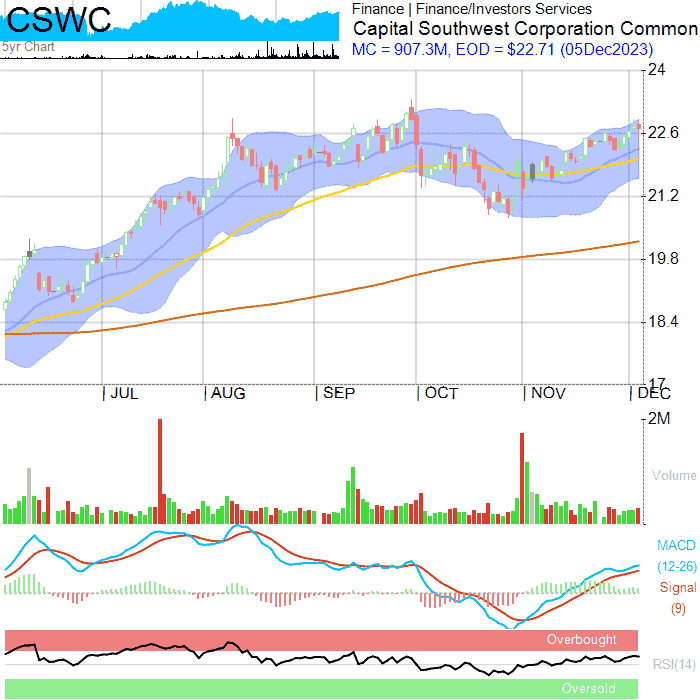 CSWC
5yr Chart
Finance | Finance/Investors Services
Capital Southwest Corporation Common
MC = 907.3M, EOD = $22.71 (05Dec2023)
24
22.6
21.2
19.8
18.4
17
JUL AUG SEP OCT NOV DEC
2M
Volume
MACD
(12-26)
Signal
(9)
Overbought
RSI(14)
Oversold